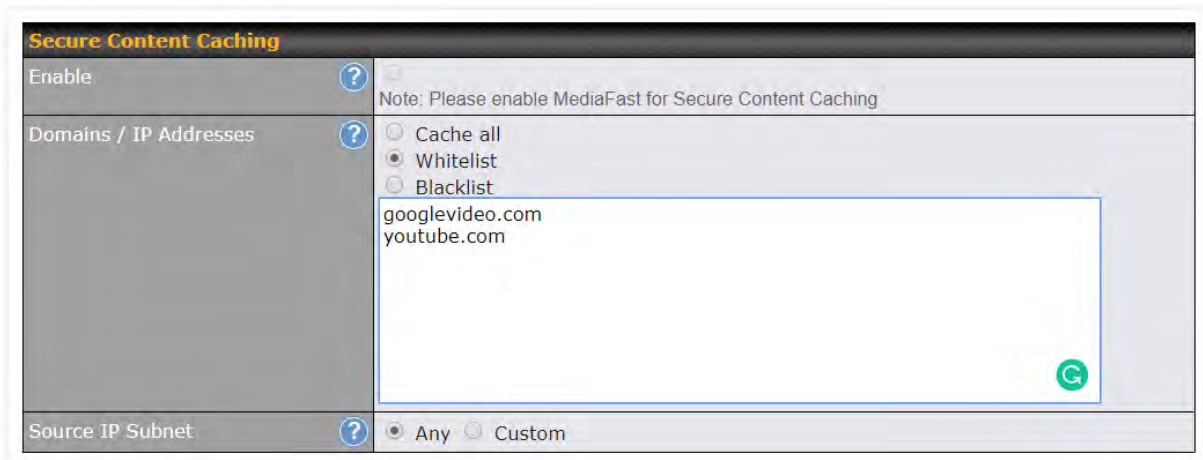 Secure Content Caching
Enable
?
Note: Please enable MediaFast for Secure Content Caching
Domains / IP Addresses
?
Cache all
Whitelist
Blacklist
googlevideo.com
youtube.com
G
Source IP Subnet
?
Any Custom